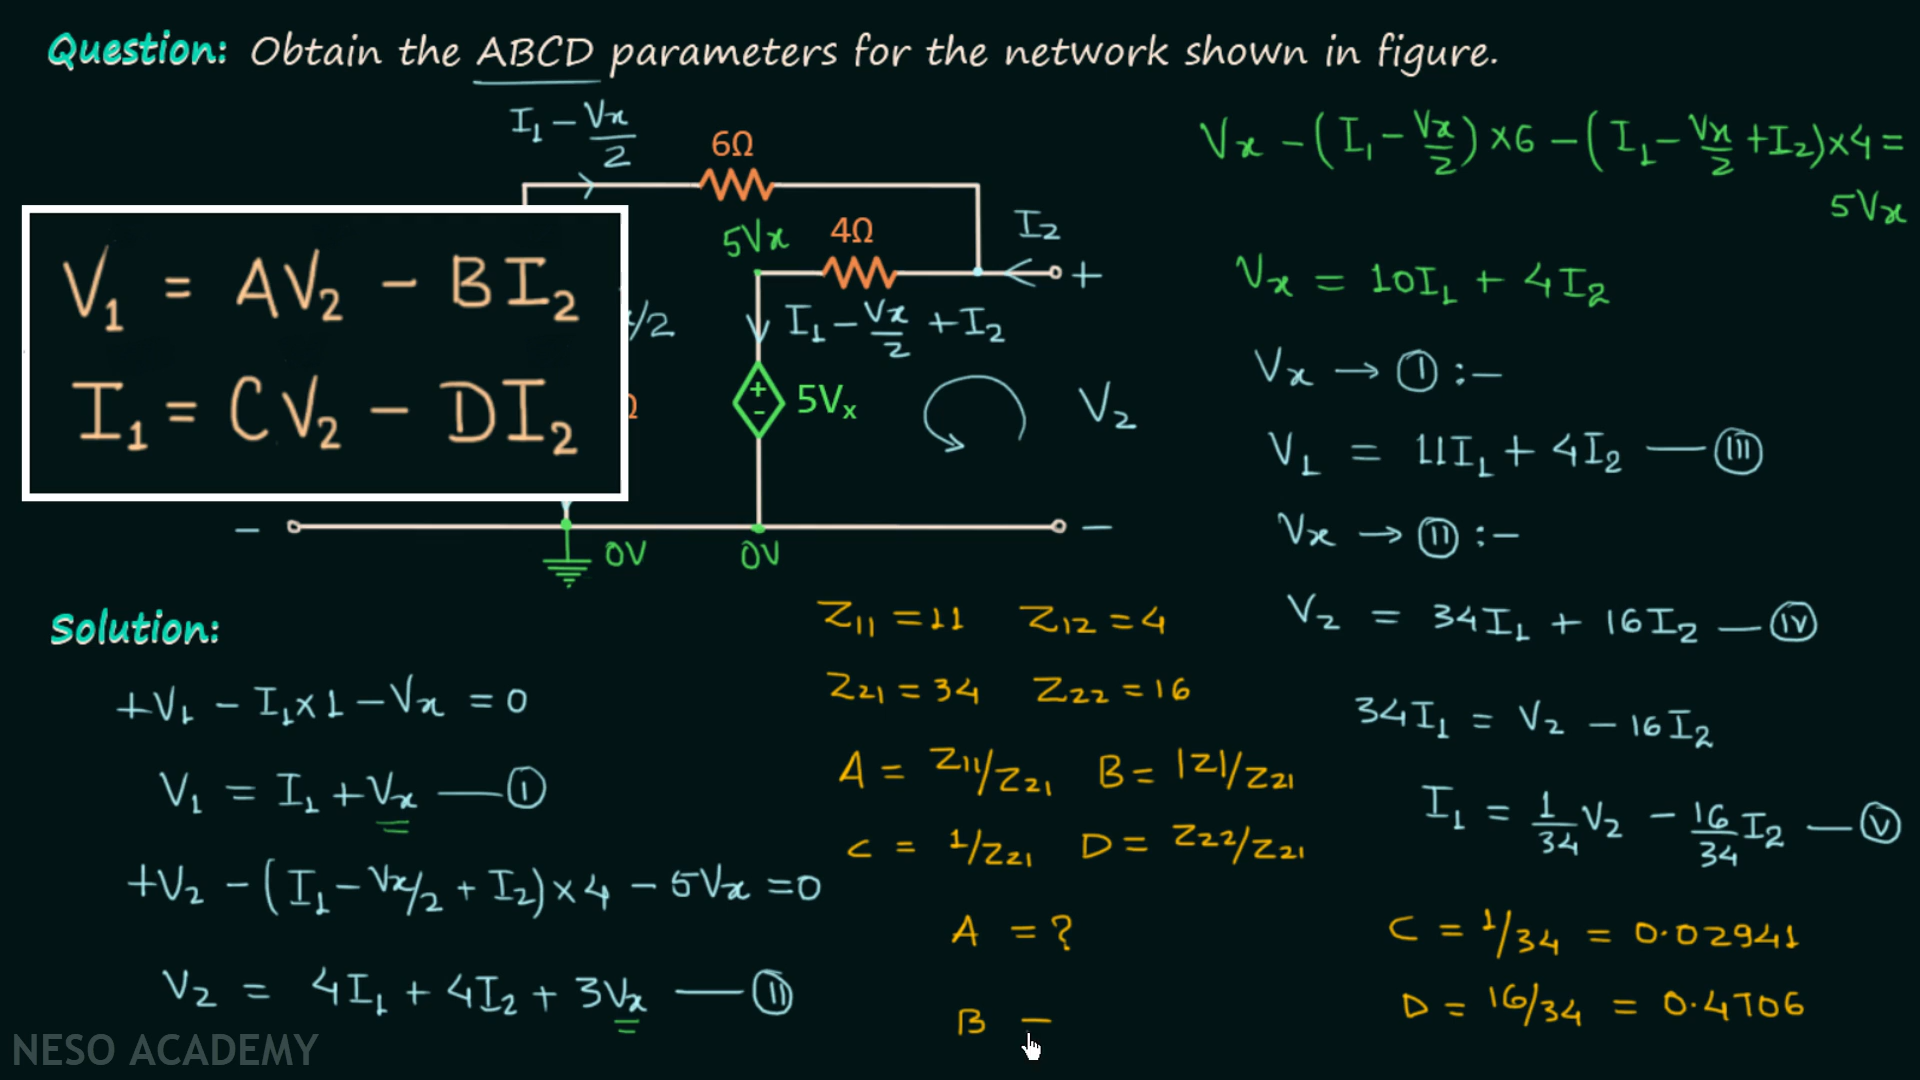 Question: Obtain the ABCD parameters for the network shown in figure.
I₁ - Vx/2
6Ω
5Vx
4Ω
I₂
+
V₁ = AV₂ - BI₂
I₁ = CV₂ - DI₂
/2
Ω
I₁ - Vx/2 + I₂
+
-
5Vx
V₂
-
-
0V
0V
Vx - (I₁ - Vx/2)×6 - (I₁ - Vx/2 + I₂)×4 =
5Vx
Vx = 10I₁ + 4I₂
Vx → Ⓘ :-
V₁ = 11I₁ + 4I₂ — (III)
Vx → (II) :-
V₂ = 34I₁ + 16I₂ — (IV)
34I₁ = V₂ - 16I₂
I₁ = 1/34 V₂ - 16/34 I₂ — (V)
C = 1/34 = 0.02941
D = 16/34 = 0.4706
Solution:
+V₁ - I₁×1 - Vx = 0
V₁ = I₁ + Vx — (I)
+V₂ - (I₁ - Vx/2 + I₂)×4 - 5Vx = 0
V₂ = 4I₁ + 4I₂ + 3Vx — (II)
Z₁₁ = 11 Z₁₂ = 4
Z₂₁ = 34 Z₂₂ = 16
A = Z₁₁/Z₂₁ B = |Z|/Z₂₁
C = 1/Z₂₁ D = Z₂₂/Z₂₁
A = ?
B –
NESO ACADEMY